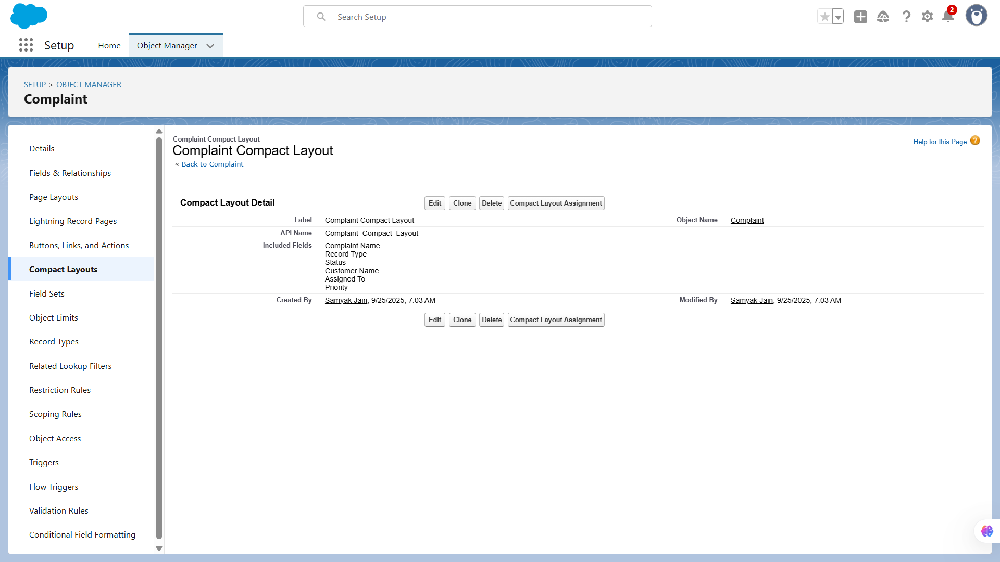 Search Setup
2
Setup
Home
Object Manager
SETUP > OBJECT MANAGER
Complaint
Details
Fields & Relationships
Page Layouts
Lightning Record Pages
Buttons, Links, and Actions
Compact Layouts
Field Sets
Object Limits
Record Types
Related Lookup Filters
Restriction Rules
Scoping Rules
Object Access
Triggers
Flow Triggers
Validation Rules
Conditional Field Formatting
Complaint Compact Layout
Complaint Compact Layout
« Back to Complaint
Help for this Page ?
Compact Layout Detail
Edit Clone Delete Compact Layout Assignment
Label Complaint Compact Layout Object Name Complaint
API Name Complaint_Compact_Layout
Included Fields Complaint Name
Record Type
Status
Customer Name
Assigned To
Priority
Created By Samyak Jain, 9/25/2025, 7:03 AM Modified By Samyak Jain, 9/25/2025, 7:03 AM
Edit Clone Delete Compact Layout Assignment